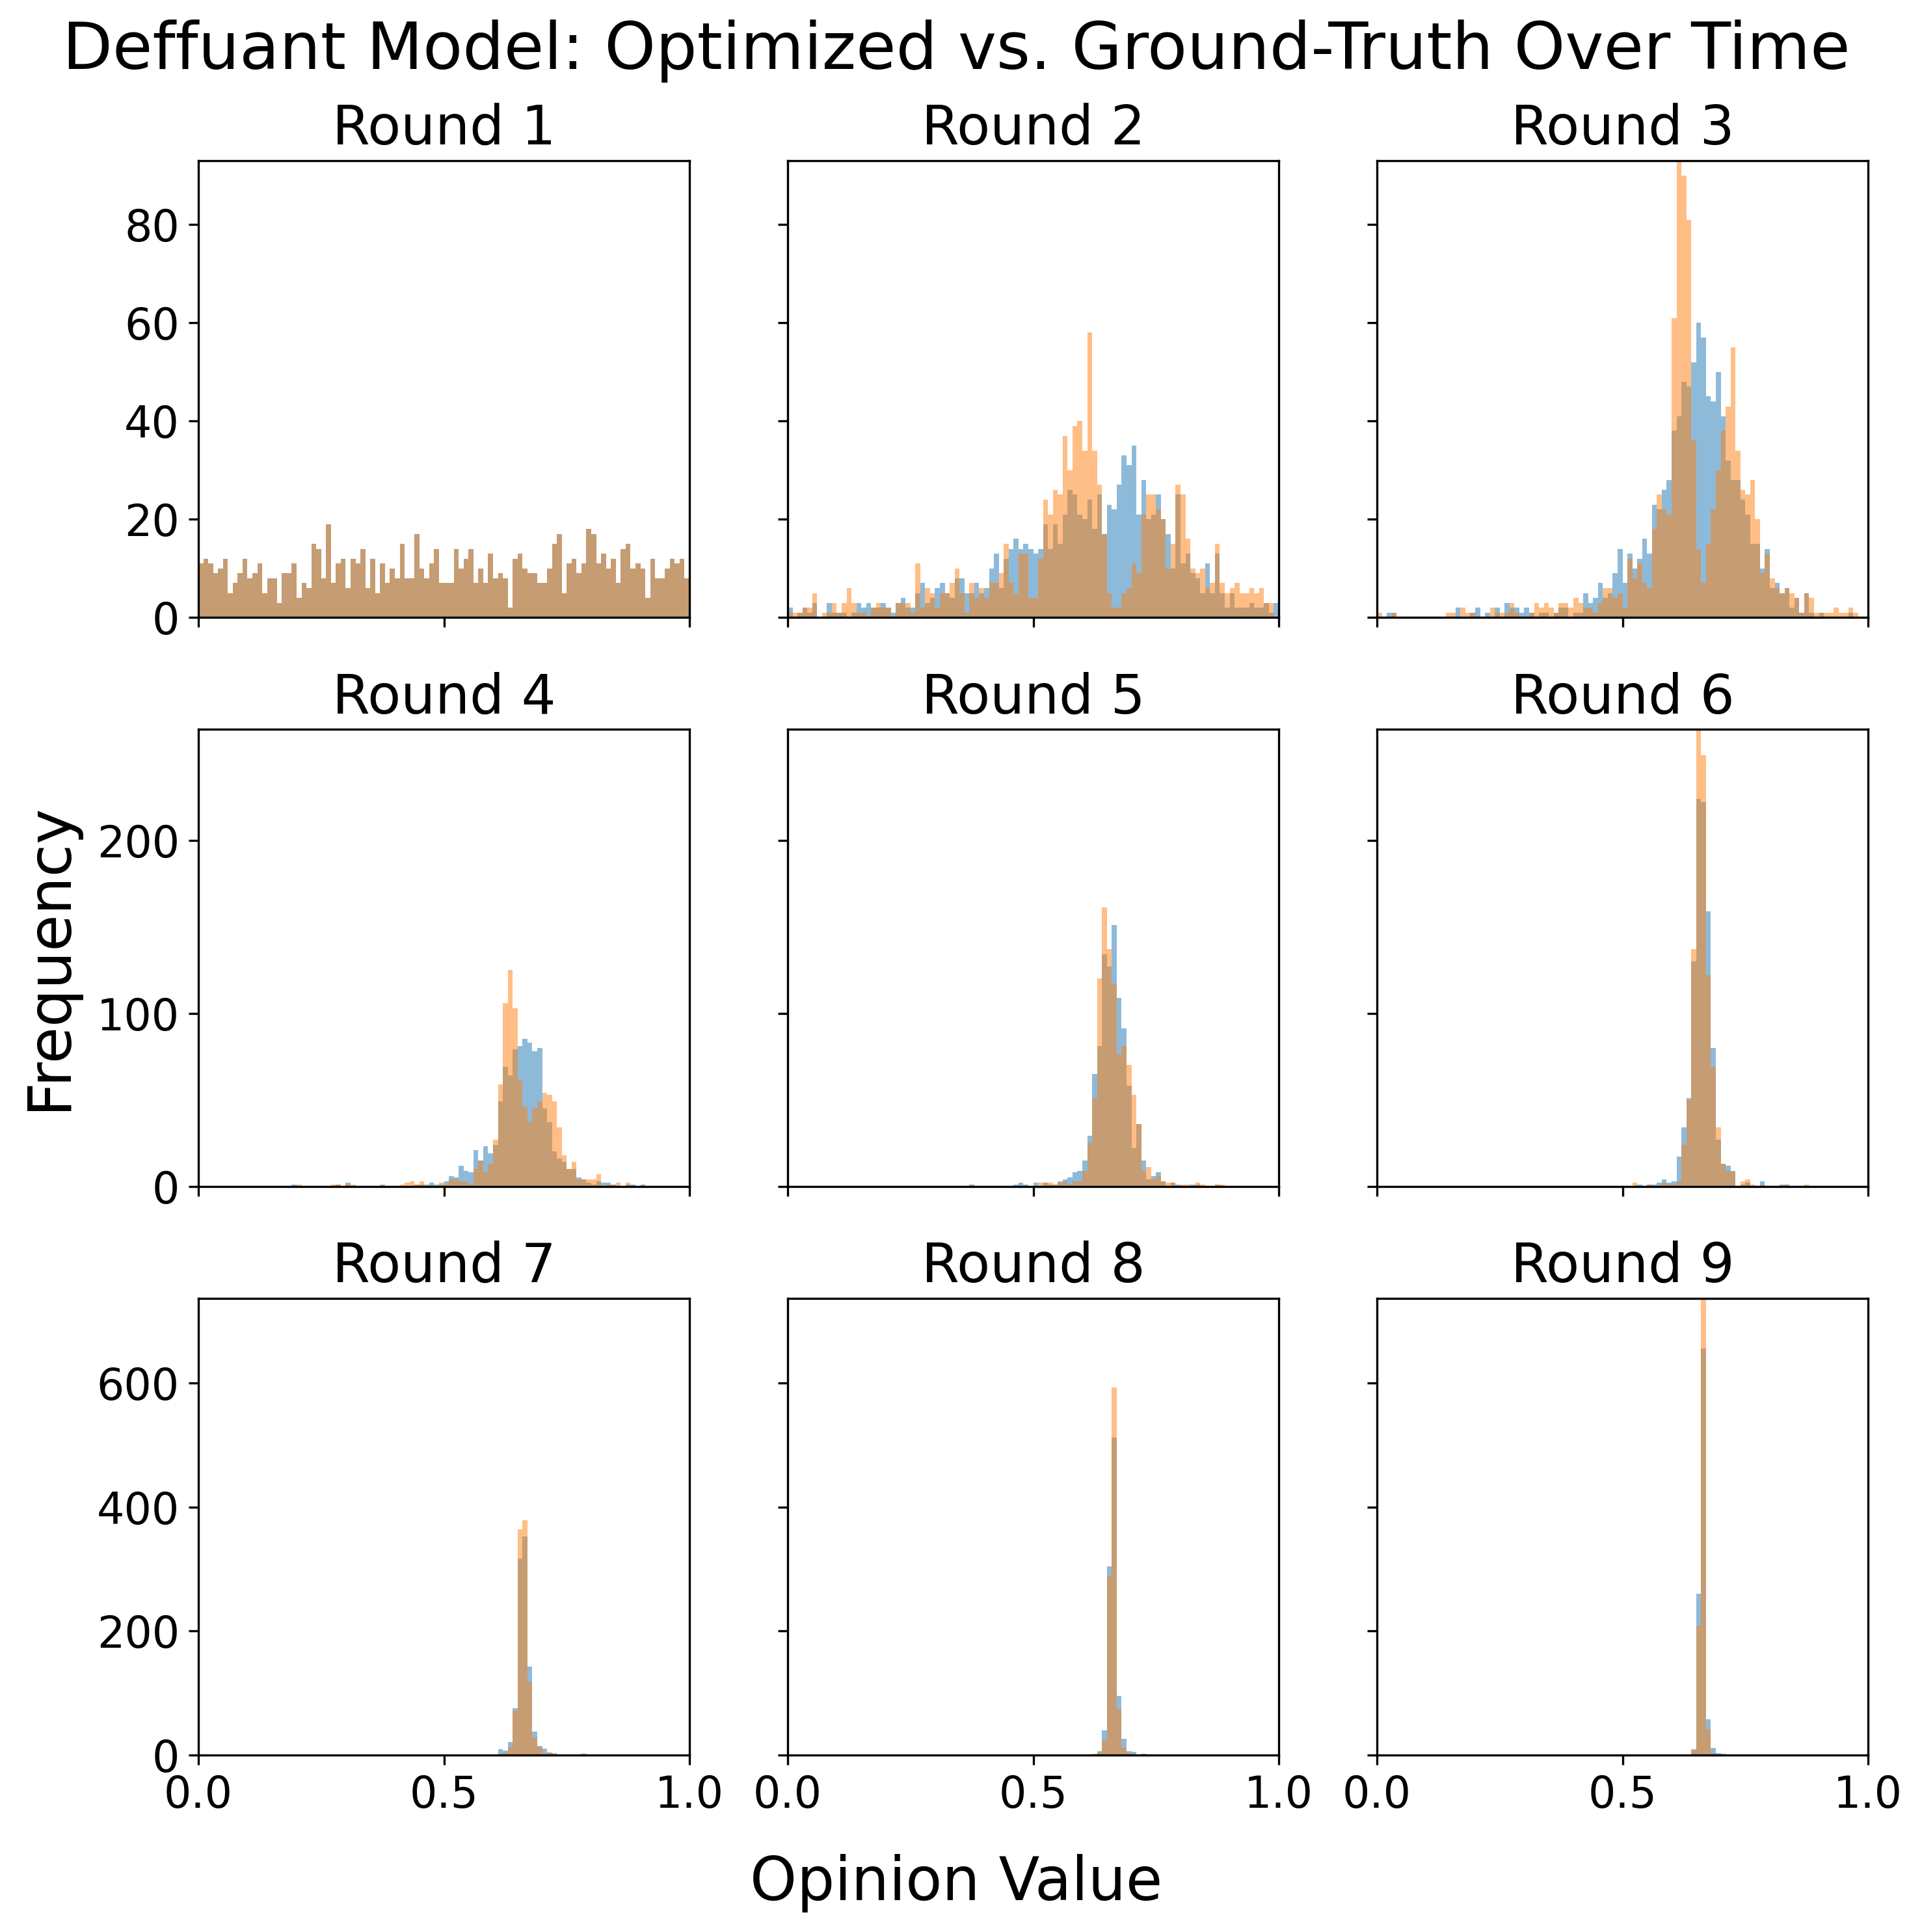 Deffuant Model: Optimized vs. Ground-Truth Over Time
Round 1
Round 2
Round 3
80
60
40
20
0
Round 4
Round 5
Round 6
200
100
0
Frequency
Round 7
Round 8
Round 9
600
400
200
0
0.0 0.5 1.0 0.0 0.5 1.0 0.0 0.5 1.0
Opinion Value